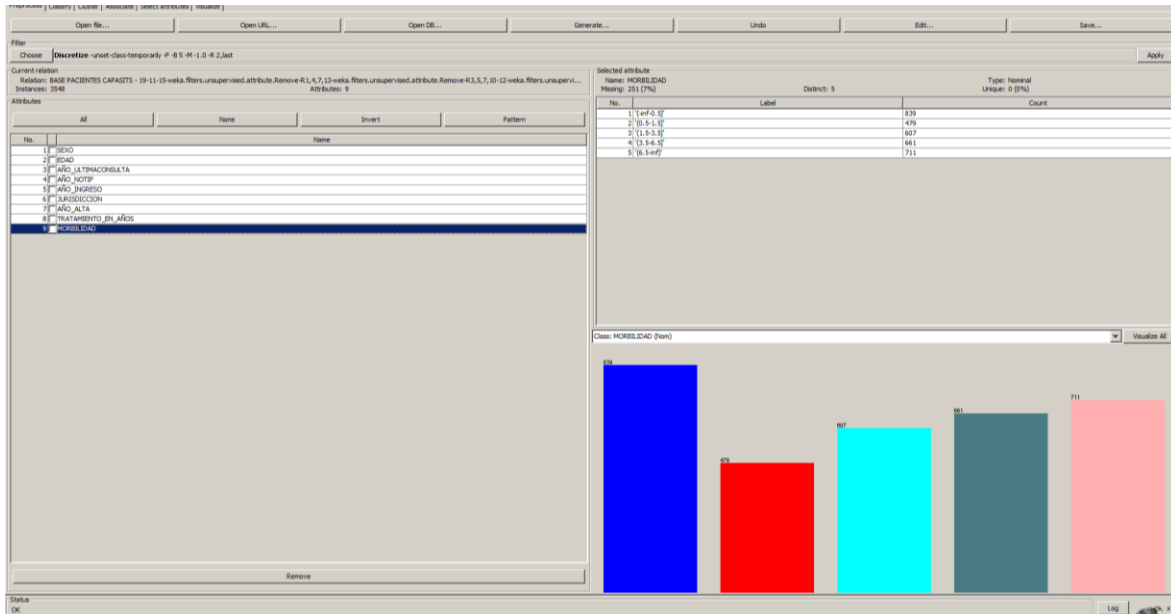 Preprocess Classify Cluster Associate Select attributes Visualize
Open file... Open URL... Open DB... Generate... Undo Edit... Save...
Filter
Choose Discretize -unset-class-temporarily -F -B 5 -M -1.0 -R 2,last Apply
Current relation
Relation: BASE PACIENTES CAPASITS - 19-11-15-weka.filters.unsupervised.attribute.Remove-R1,4,7,13-weka.filters.unsupervised.attribute.Remove-R3,5,7,10-12-weka.filters.unsupervi...
Instances: 3548 Attributes: 9
Attributes
All None Invert Pattern
No. Name
1 SEXO
2 EDAD
3 AÑO_ULTIMACONSULTA
4 AÑO_NOTIF
5 AÑO_INGRESO
6 JURISDICCION
7 AÑO_ALTA
8 TRATAMIENTO_EN_AÑOS
9 MORBILIDAD
Remove
Selected attribute
Name: MORBILIDAD Type: Nominal
Missing: 251 (7%) Distinct: 5 Unique: 0 (0%)
No. Label Count
1 '(-inf-0.5]' 839
2 '(0.5-1.5]' 479
3 '(1.5-3.5]' 607
4 '(3.5-6.5]' 661
5 '(6.5-inf)' 711
Class: MORBILIDAD (Nom) Visualize All
839
479
607
661
711
Status
OK Log x